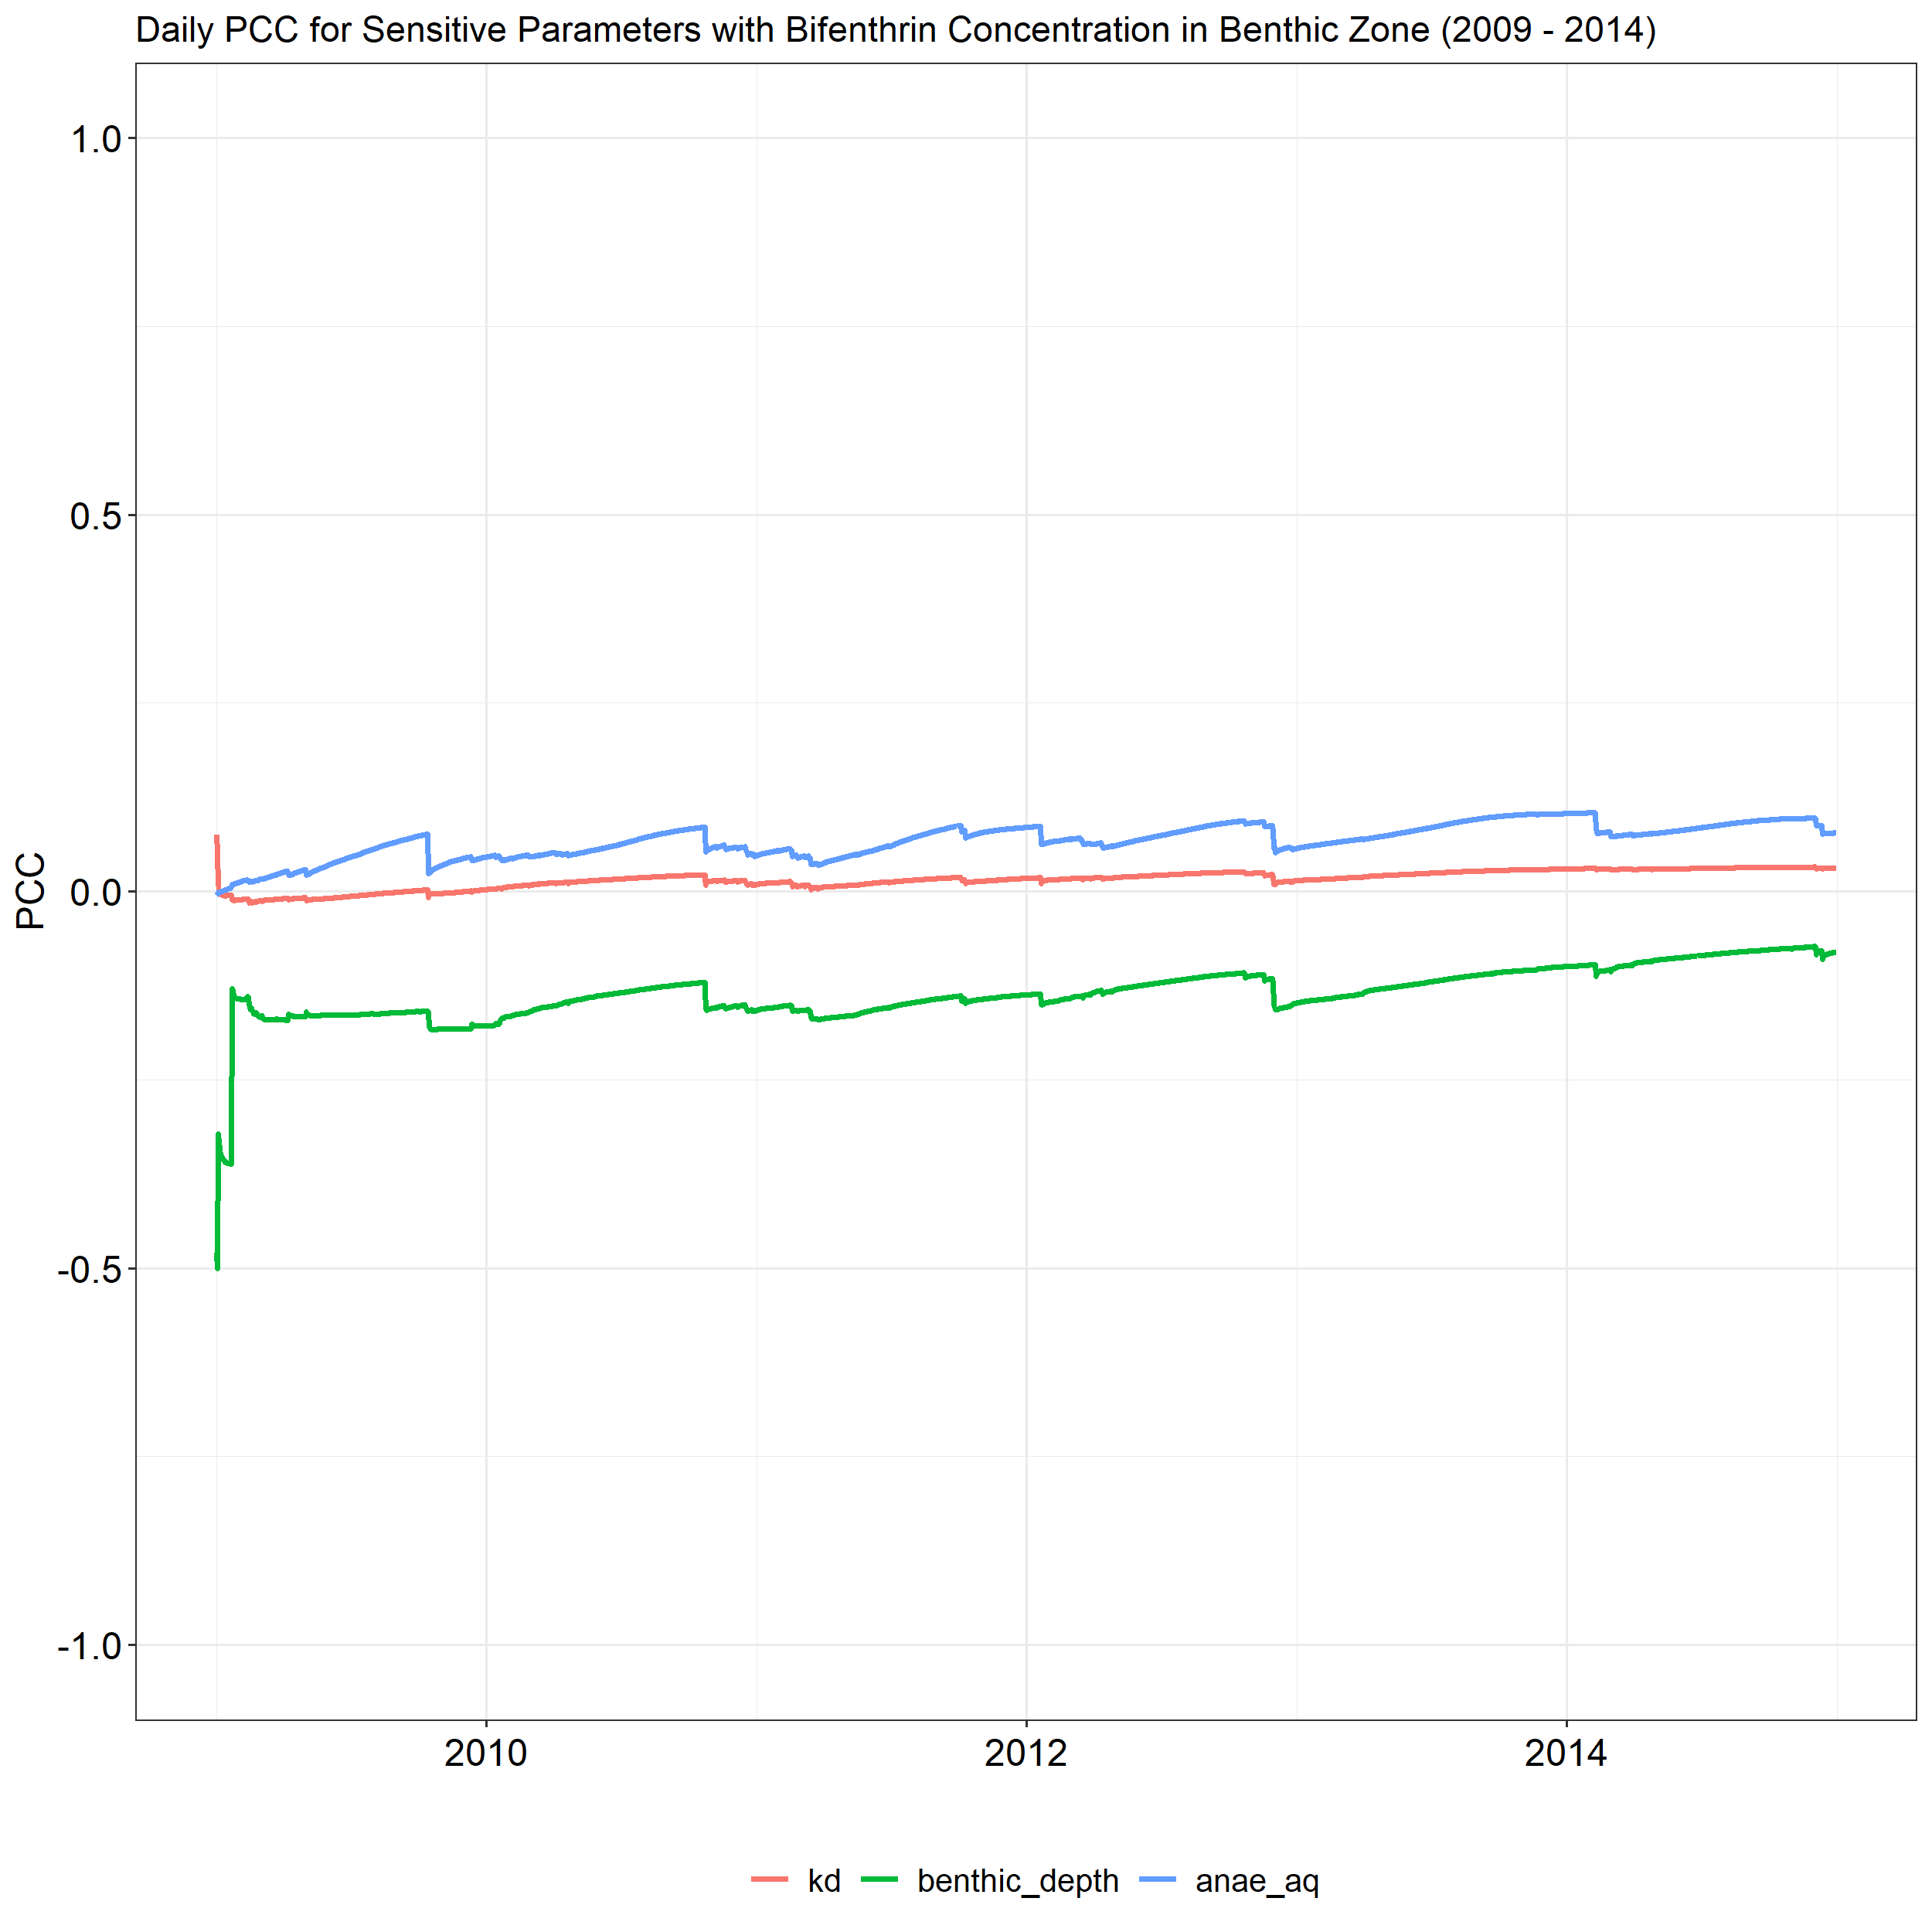 Daily PCC for Sensitive Parameters with Bifenthrin Concentration in Benthic Zone (2009 - 2014)
1.0
0.5
0.0
-0.5
-1.0
PCC
2010 2012 2014
kd benthic_depth anae_aq